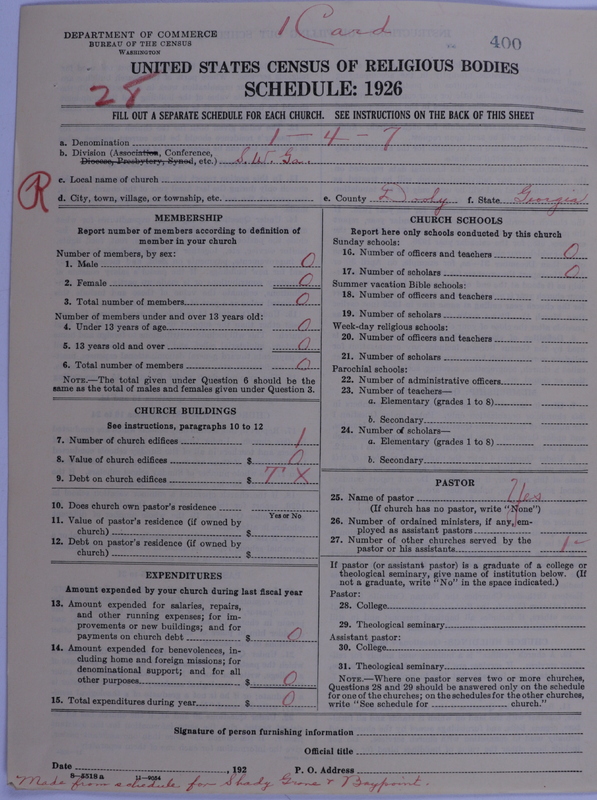 DEPARTMENT OF COMMERCE
BUREAU OF THE CENSUS
WASHINGTON
1 Card
400
UNITED STATES CENSUS OF RELIGIOUS BODIES
SCHEDULE: 1926
28
FILL OUT A SEPARATE SCHEDULE FOR EACH CHURCH. SEE INSTRUCTIONS ON THE BACK OF THIS SHEET
a. Denomination 1-4-7
b. Division (Association, Conference,
Diocese, Presbytery, Synod, etc.) S.W. Ga.
c. Local name of church
R
d. City, town, village, or township, etc. e. County Dooly f. State Georgia
MEMBERSHIP
Report number of members according to definition of
member in your church
Number of members, by sex:
1. Male 0
2. Female 0
3. Total number of members 0
Number of members under and over 13 years old:
4. Under 13 years of age 0
5. 13 years old and over 0
6. Total number of members 0
NOTE.—The total given under Question 6 should be the
same as the total of males and females given under Question 3.
CHURCH BUILDINGS
See instructions, paragraphs 10 to 12
7. Number of church edifices 1
8. Value of church edifices $ 0
9. Debt on church edifices $ T X
10. Does church own pastor's residence
Yes or No
11. Value of pastor's residence (if owned by
church) $
12. Debt on pastor's residence (if owned by
church) $
EXPENDITURES
Amount expended by your church during last fiscal year
13. Amount expended for salaries, repairs,
and other running expenses; for im-
provements or new buildings; and for
payments on church debt $ 0
14. Amount expended for benevolences, in-
cluding home and foreign missions; for
denominational support; and for all
other purposes $ 0
15. Total expenditures during year $ 0
CHURCH SCHOOLS
Report here only schools conducted by this church
Sunday schools:
16. Number of officers and teachers 0
17. Number of scholars 0
Summer vacation Bible schools:
18. Number of officers and teachers
19. Number of scholars
Week-day religious schools:
20. Number of officers and teachers
21. Number of scholars
Parochial schools:
22. Number of administrative officers
23. Number of teachers—
a. Elementary (grades 1 to 8)
b. Secondary
24. Number of scholars—
a. Elementary (grades 1 to 8)
b. Secondary
PASTOR
25. Name of pastor Yes
(If church has no pastor, write "None")
26. Number of ordained ministers, if any, em-
ployed as assistant pastors
27. Number of other churches served by the
pastor or his assistants 1-
If pastor (or assistant pastor) is a graduate of a college or
theological seminary, give name of institution below. (If
not a graduate, write "No" in the space indicated.)
Pastor:
28. College
29. Theological seminary
Assistant pastor:
30. College
31. Theological seminary
NOTE.—Where one pastor serves two or more churches,
Questions 28 and 29 should be answered only on the schedule
for one of the churches; on the schedules for the other churches,
write "See schedule for church."
Signature of person furnishing information
Official title
Date , 192 P. O. Address
8-5518 a 11-9064
Made from schedule for Shady Grove & Baypoint.